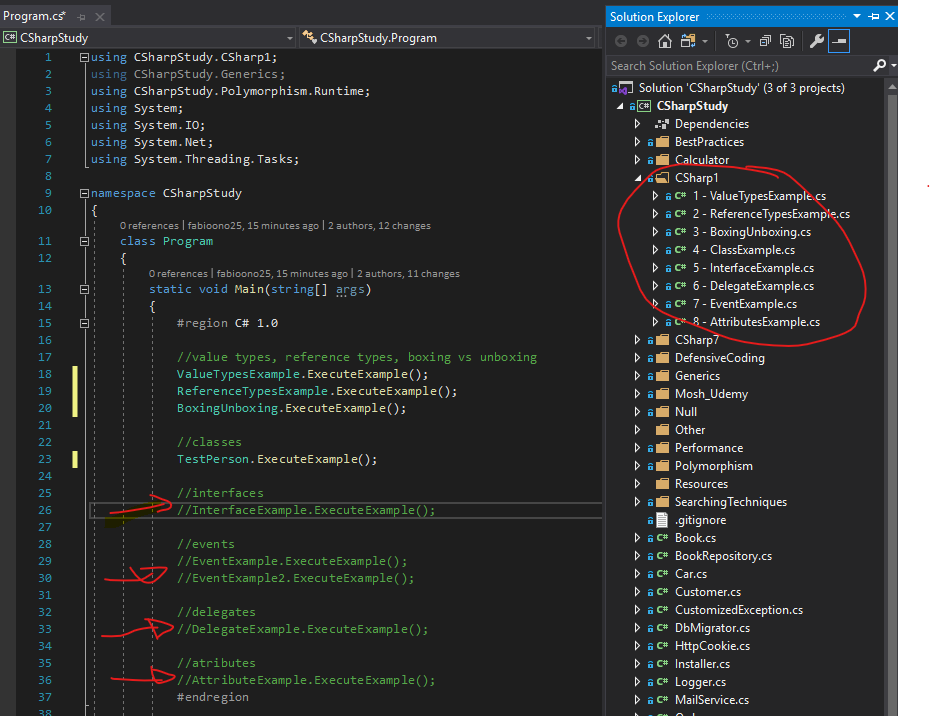 Program.cs*
C# CSharpStudy
CSharpStudy.Program
1 using CSharpStudy.CSharp1;
2 using CSharpStudy.Generics;
3 using CSharpStudy.Polymorphism.Runtime;
4 using System;
5 using System.IO;
6 using System.Net;
7 using System.Threading.Tasks;
8
9 namespace CSharpStudy
10 {
0 references | fabioono25, 15 minutes ago | 2 authors, 12 changes
11 class Program
12 {
0 references | fabioono25, 15 minutes ago | 2 authors, 11 changes
13 static void Main(string[] args)
14 {
15 #region C# 1.0
16
17 //value types, reference types, boxing vs unboxing
18 ValueTypesExample.ExecuteExample();
19 ReferenceTypesExample.ExecuteExample();
20 BoxingUnboxing.ExecuteExample();
21
22 //classes
23 TestPerson.ExecuteExample();
24
25 //interfaces
26 //InterfaceExample.ExecuteExample();
27
28 //events
29 //EventExample.ExecuteExample();
30 //EventExample2.ExecuteExample();
31
32 //delegates
33 //DelegateExample.ExecuteExample();
34
35 //atributes
36 //AttributeExample.ExecuteExample();
37 #endregion
38
Solution Explorer
Search Solution Explorer (Ctrl+;)
Solution 'CSharpStudy' (3 of 3 projects)
C# CSharpStudy
Dependencies
BestPractices
Calculator
CSharp1
C# 1 - ValueTypesExample.cs
C# 2 - ReferenceTypesExample.cs
C# 3 - BoxingUnboxing.cs
C# 4 - ClassExample.cs
C# 5 - InterfaceExample.cs
C# 6 - DelegateExample.cs
C# 7 - EventExample.cs
C# 8 - AttributesExample.cs
CSharp7
DefensiveCoding
Generics
Mosh_Udemy
Null
Other
Performance
Polymorphism
Resources
SearchingTechniques
.gitignore
C# Book.cs
C# BookRepository.cs
C# Car.cs
C# Customer.cs
C# CustomizedException.cs
C# DbMigrator.cs
C# HttpCookie.cs
C# Installer.cs
C# Logger.cs
C# MailService.cs